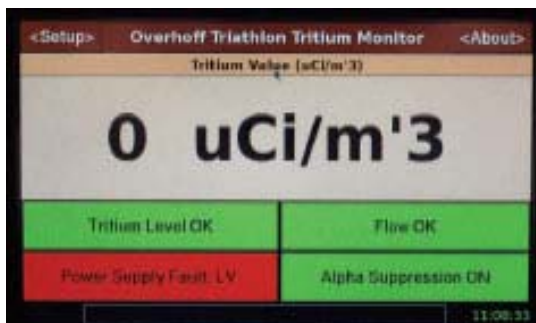 <Setup> Overhoff Triathlon Tritium Monitor <About>
Tritium Value (uCi/m'3)
0 uCi/m'3
Tritium Level OK Flow OK
Power Supply Fault, LV Alpha Suppression ON
11:08:33